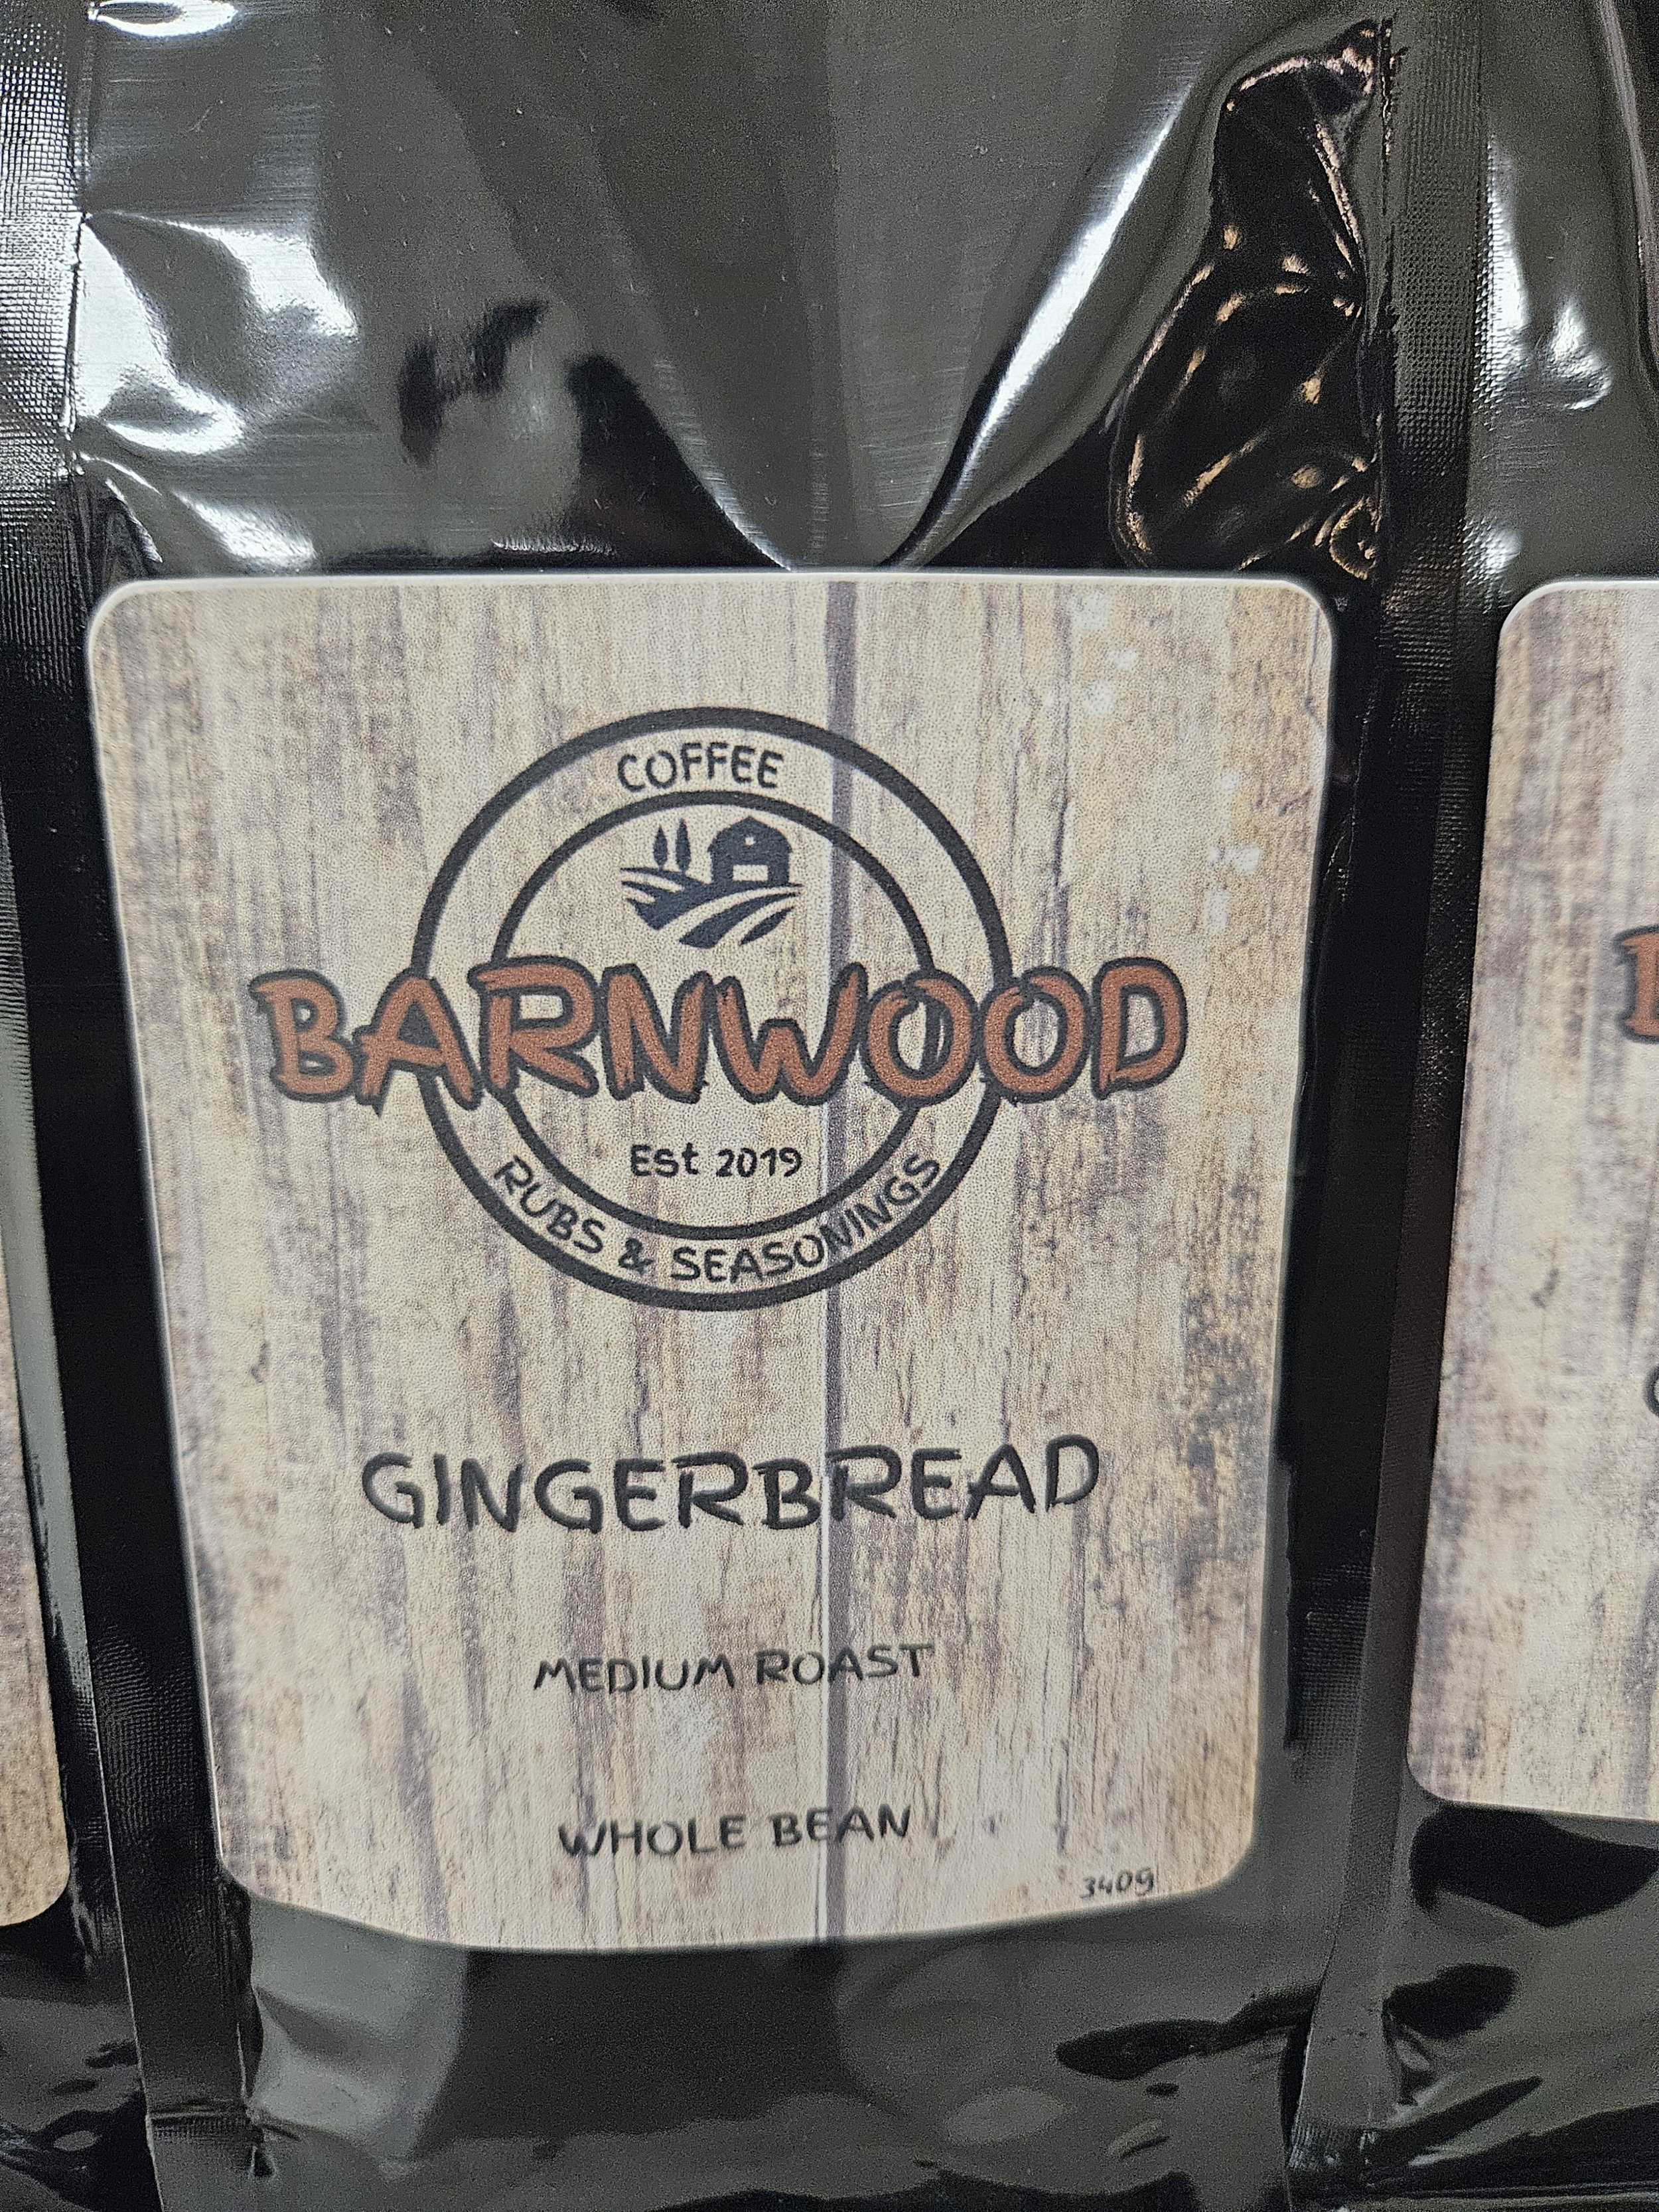 COFFEE
BARNWOOD
Est 2019
RUBS & SEASONINGS
GINGERBREAD
MEDIUM ROAST
WHOLE BEAN
340g